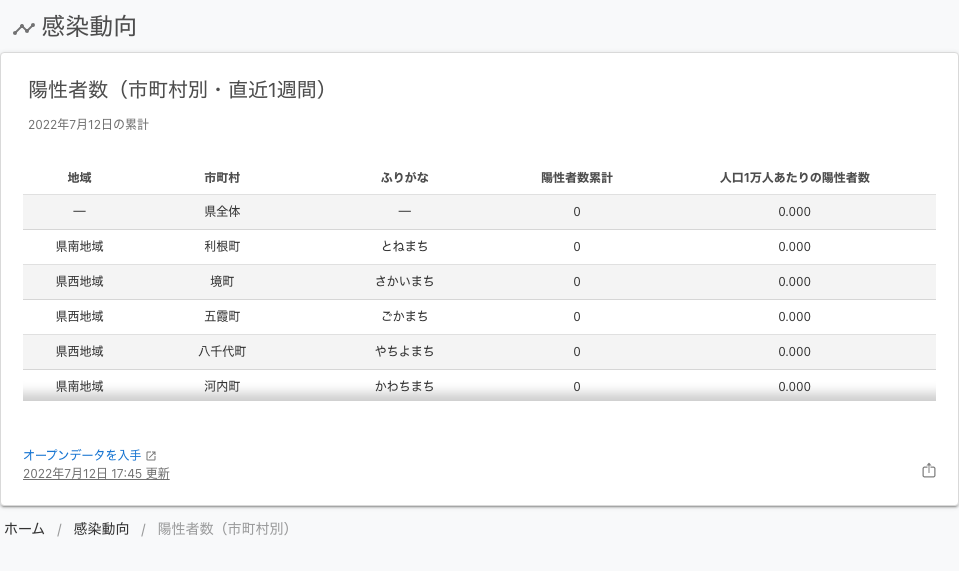 感染動向
陽性者数（市町村別・直近1週間）
2022年7月12日の累計
地域 市町村 ふりがな 陽性者数累計 人口1万人あたりの陽性者数
― 県全体 ― 0 0.000
県南地域 利根町 とねまち 0 0.000
県西地域 境町 さかいまち 0 0.000
県西地域 五霞町 ごかまち 0 0.000
県西地域 八千代町 やちよまち 0 0.000
県南地域 河内町 かわちまち 0 0.000
オープンデータを入手
2022年7月12日 17:45 更新
ホーム / 感染動向 / 陽性者数（市町村別）